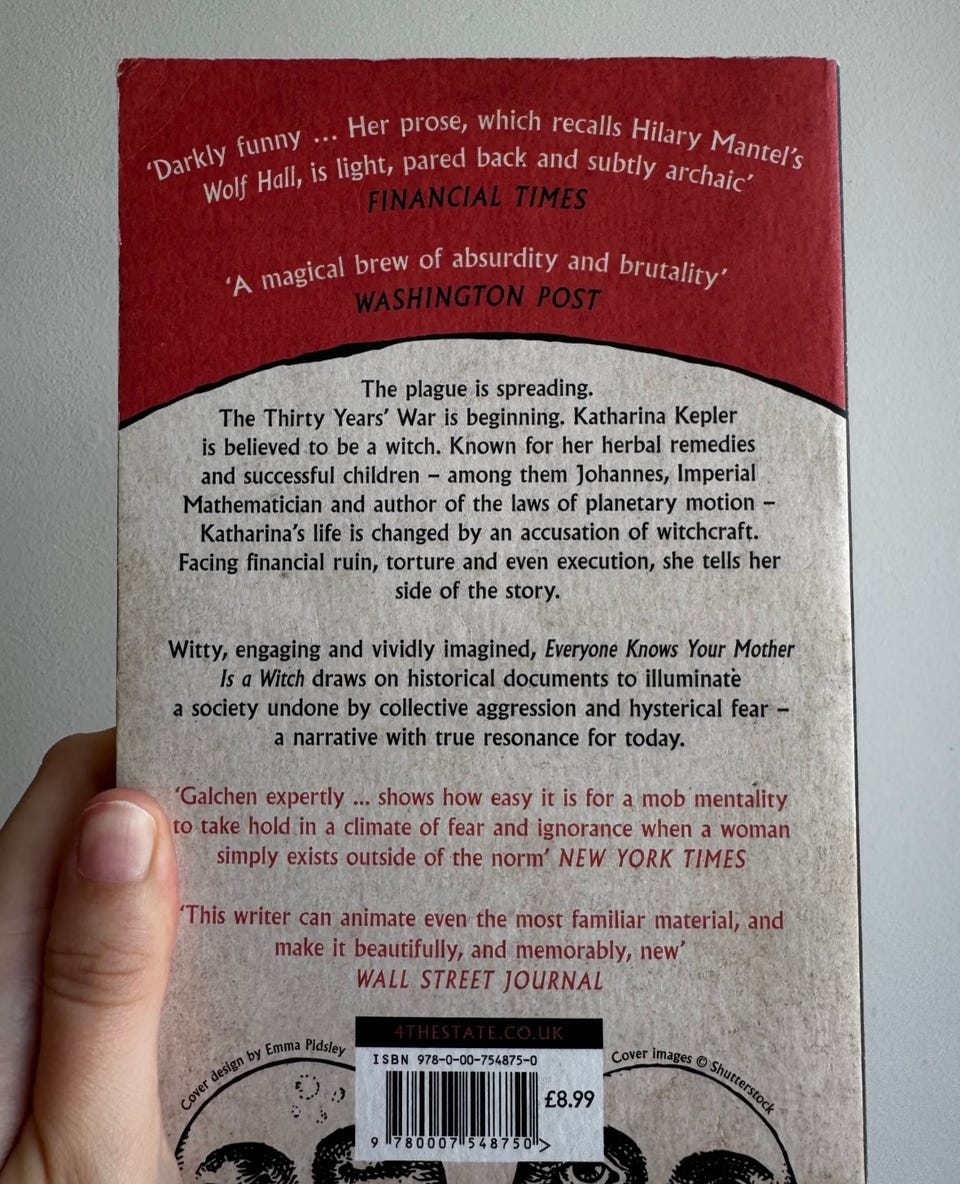 ‘Darkly funny ... Her prose, which recalls Hilary Mantel’s
Wolf Hall, is light, pared back and subtly archaic’
FINANCIAL TIMES
‘A magical brew of absurdity and brutality’
WASHINGTON POST
The plague is spreading.
The Thirty Years’ War is beginning. Katharina Kepler
is believed to be a witch. Known for her herbal remedies
and successful children – among them Johannes, Imperial
Mathematician and author of the laws of planetary motion –
Katharina’s life is changed by an accusation of witchcraft.
Facing financial ruin, torture and even execution, she tells her
side of the story.
Witty, engaging and vividly imagined, Everyone Knows Your Mother
Is a Witch draws on historical documents to illuminate
a society undone by collective aggression and hysterical fear –
a narrative with true resonance for today.
‘Galchen expertly ... shows how easy it is for a mob mentality
to take hold in a climate of fear and ignorance when a woman
simply exists outside of the norm’ NEW YORK TIMES
‘This writer can animate even the most familiar material, and
make it beautifully, and memorably, new’
WALL STREET JOURNAL
4THESTATE.CO.UK
Cover design by Emma Pidsley
ISBN 978-0-00-754875-0
£8.99
9 780007 548750 >
Cover images © Shutterstock